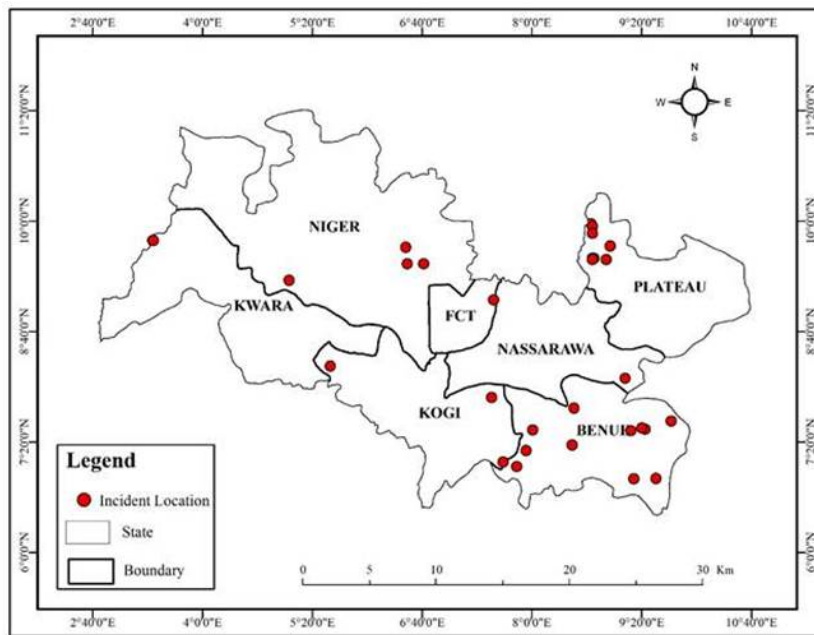 2°40'0"E 4°0'0"E 5°20'0"E 6°40'0"E 8°0'0"E 9°20'0"E 10°40'0"E
11°20'0"N 11°20'0"N
N
W E
S
10°0'0"N 10°0'0"N
NIGER
PLATEAU
KWARA
FCT
8°40'0"N 8°40'0"N
NASSARAWA
KOGI
BENUE
7°20'0"N 7°20'0"N
Legend
Incident Location
State
Boundary
0 5 10 20 30 Km
6°0'0"N 6°0'0"N
2°40'0"E 4°0'0"E 5°20'0"E 6°40'0"E 8°0'0"E 9°20'0"E 10°40'0"E